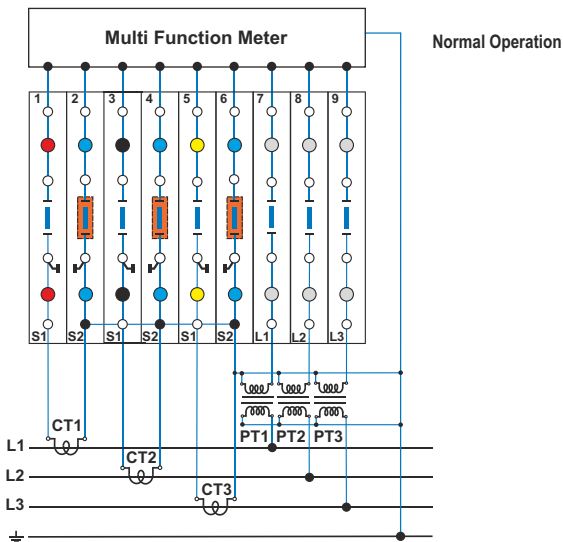 Multi Function Meter
Normal Operation
1 2 3 4 5 6 7 8 9
S1 S2 S1 S2 S1 S2 L1 L2 L3
CT1
PT1 PT2 PT3
L1
CT2
L2
CT3
L3